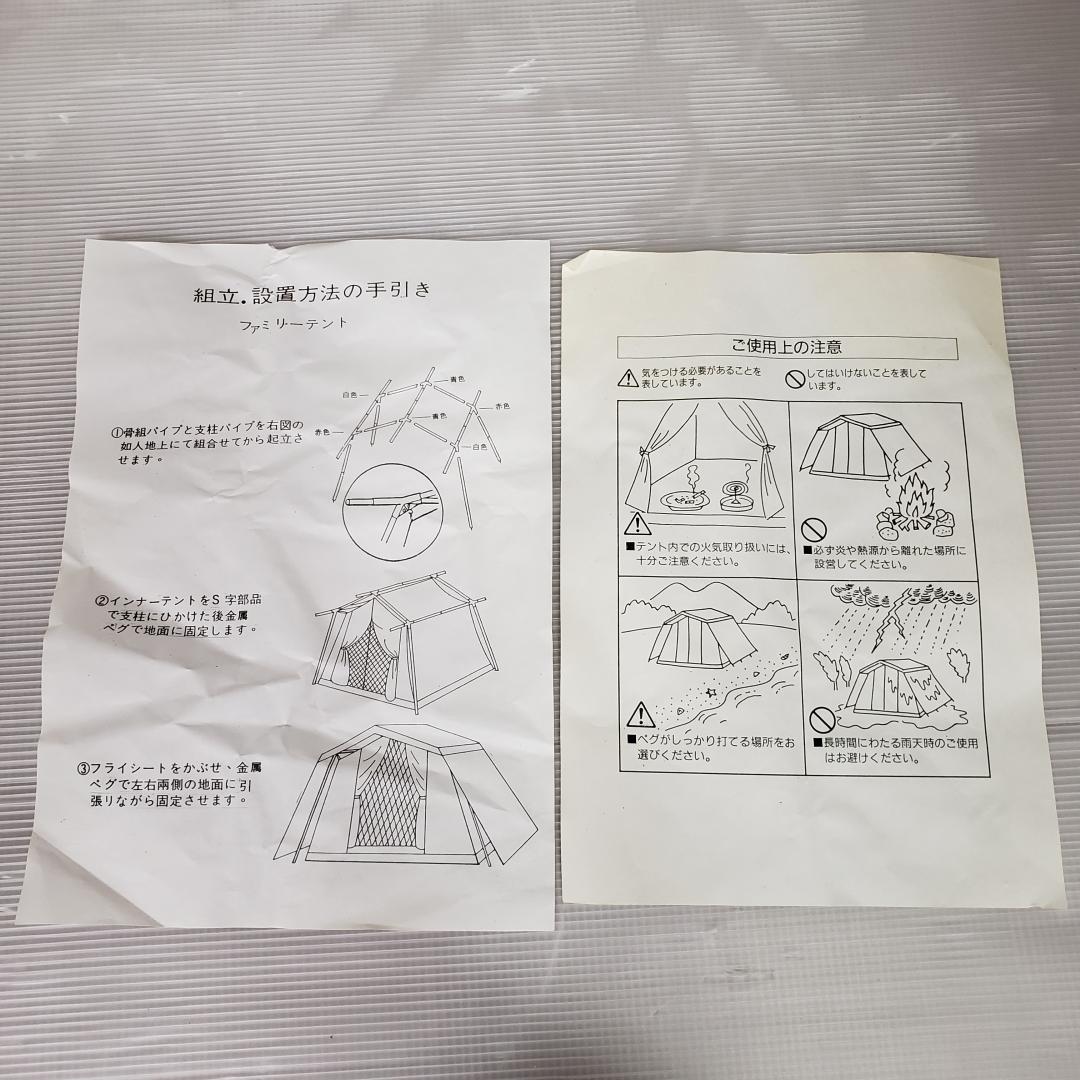 組立.設置方法の手引き
ファミリーテント
①骨組パイプと支柱パイプを右図の
如人地上にて組合せてから起立さ
せます。
白色
青色
赤色
青色
赤色
白色
②インナーテントをS字部品
で支柱にひかけた後金属
ペグで地面に固定します。
③フライシートをかぶせ、金属
ペグで左右兩側の地面に引
張りながら固定させます。
ご使用上の注意
気をつける必要があることを
表しています。
してはいけないことを表して
います。
■テント内での火気取り扱いには、
十分ご注意ください。
■必ず炎や熱源から離れた場所に
設営してください。
■ペグがしっかり打てる場所をお
選びください。
■長時間にわたる雨天時のご使用
はお避けください。